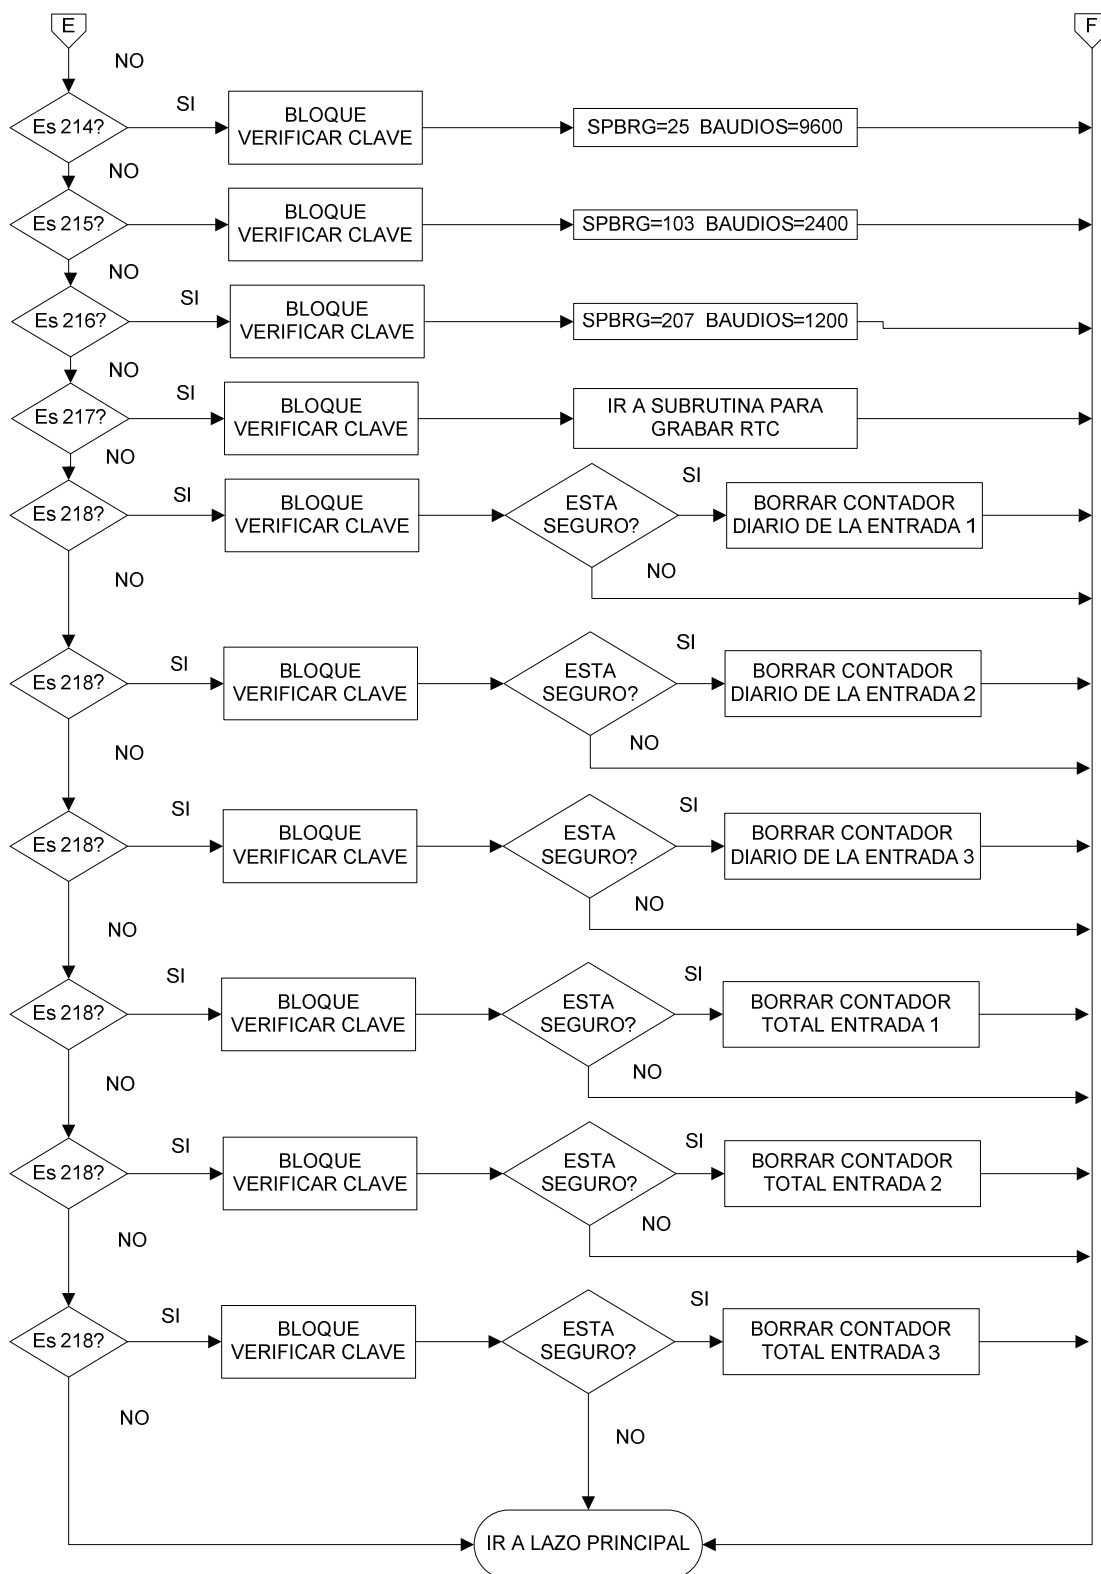 E
F
NO
Es 214?
SI
BLOQUE
VERIFICAR CLAVE
SPBRG=25 BAUDIOS=9600
NO
Es 215?
BLOQUE
VERIFICAR CLAVE
SPBRG=103 BAUDIOS=2400
NO
Es 216?
SI
BLOQUE
VERIFICAR CLAVE
SPBRG=207 BAUDIOS=1200
NO
Es 217?
SI
BLOQUE
VERIFICAR CLAVE
IR A SUBRUTINA PARA
GRABAR RTC
NO
Es 218?
SI
BLOQUE
VERIFICAR CLAVE
ESTA
SEGURO?
SI
BORRAR CONTADOR
DIARIO DE LA ENTRADA 1
NO
NO
Es 218?
SI
BLOQUE
VERIFICAR CLAVE
ESTA
SEGURO?
SI
BORRAR CONTADOR
DIARIO DE LA ENTRADA 2
NO
NO
Es 218?
SI
BLOQUE
VERIFICAR CLAVE
ESTA
SEGURO?
SI
BORRAR CONTADOR
DIARIO DE LA ENTRADA 3
NO
NO
Es 218?
SI
BLOQUE
VERIFICAR CLAVE
ESTA
SEGURO?
SI
BORRAR CONTADOR
TOTAL ENTRADA 1
NO
NO
Es 218?
SI
BLOQUE
VERIFICAR CLAVE
ESTA
SEGURO?
SI
BORRAR CONTADOR
TOTAL ENTRADA 2
NO
NO
Es 218?
SI
BLOQUE
VERIFICAR CLAVE
ESTA
SEGURO?
SI
BORRAR CONTADOR
TOTAL ENTRADA 3
NO
NO
IR A LAZO PRINCIPAL